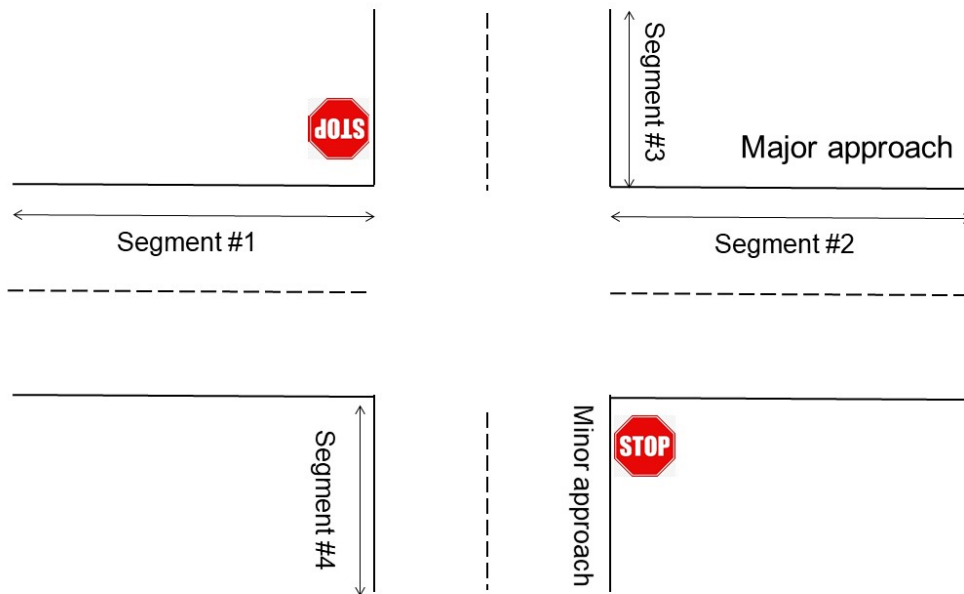 Segment #3
STOP
Major approach
Segment #1
Segment #2
Segment #4
Minor approach
STOP